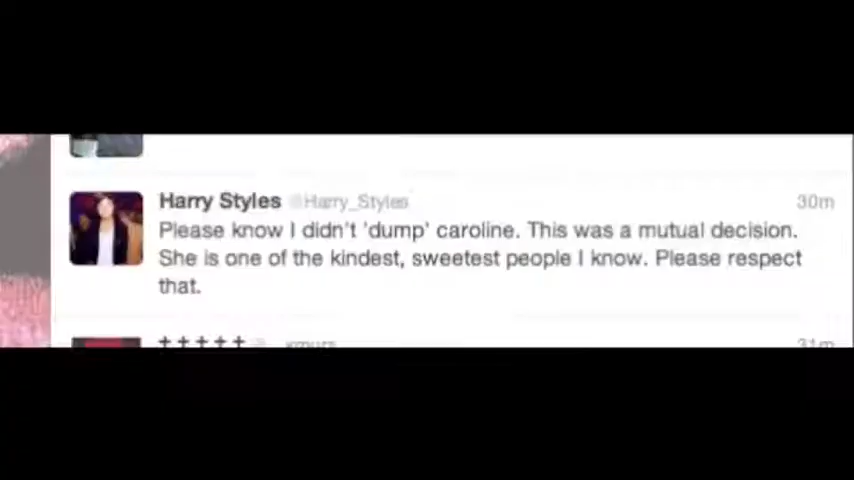 Harry Styles @Harry_Styles 30m
Please know I didn't 'dump' caroline. This was a mutual decision.
She is one of the kindest, sweetest people I know. Please respect
that.
✝✝✝✝✝ 31m